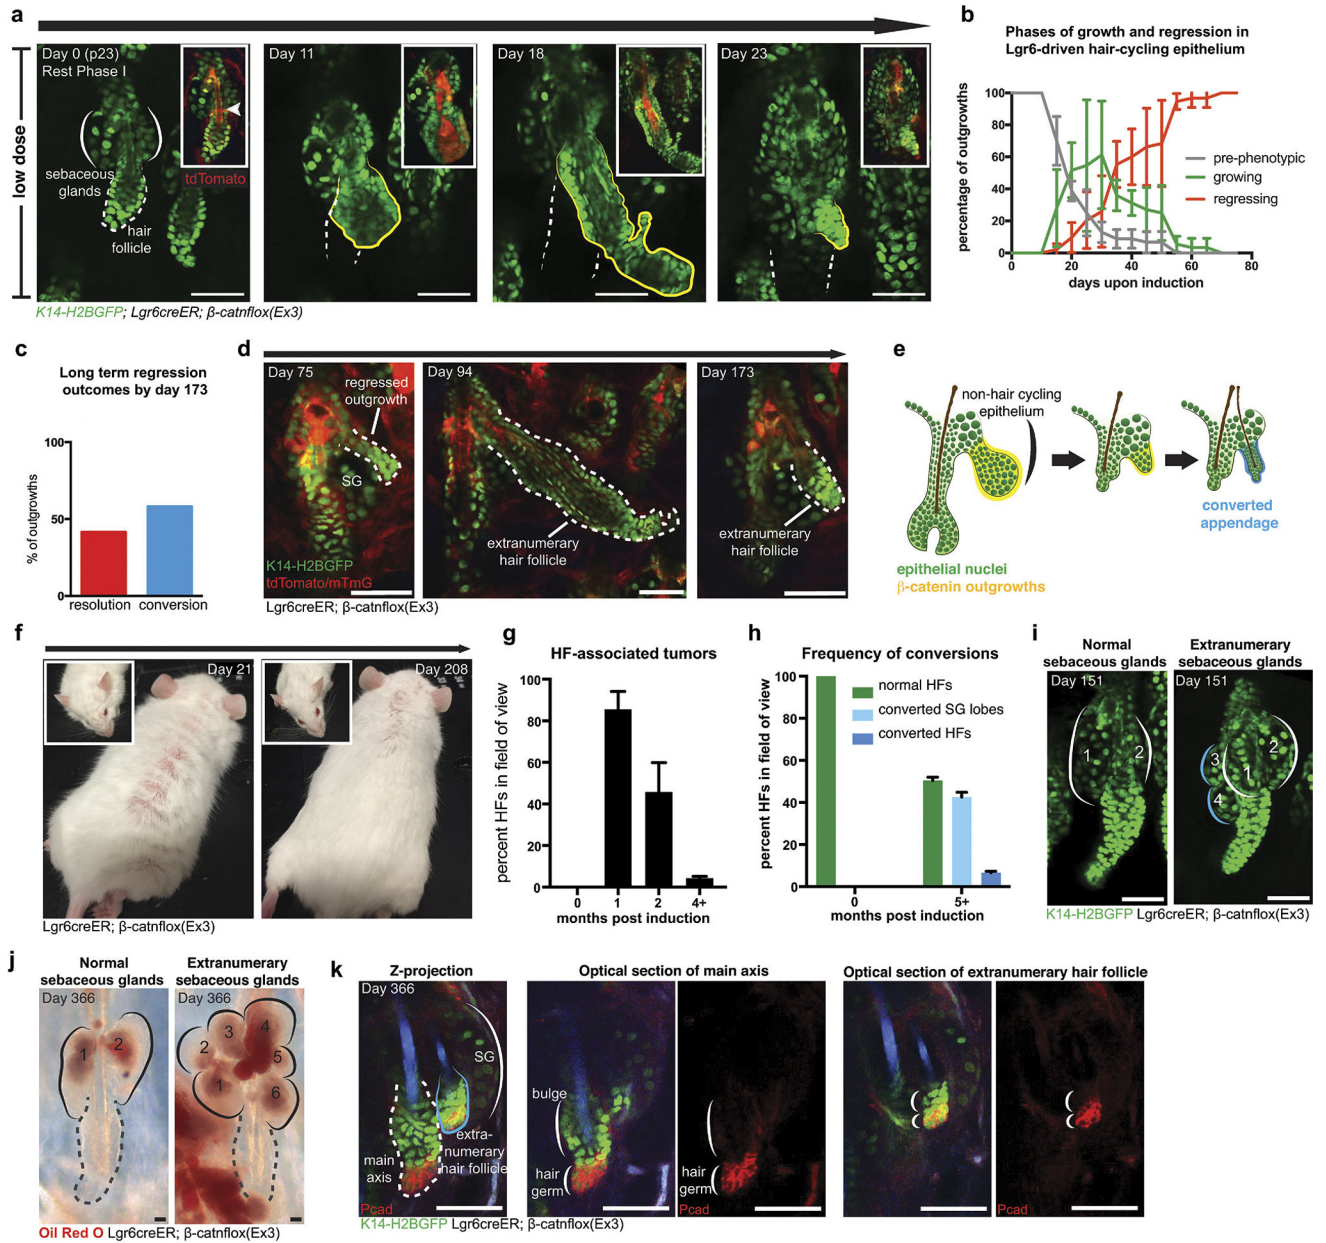 a
low dose
Day 0 (p23)
Rest Phase I
sebaceous
glands
hair
follicle
tdTomato
Day 11
Day 18
Day 23
K14-H2BGFP; Lgr6creER; β-catnflox(Ex3)
b
Phases of growth and regression in
Lgr6-driven hair-cycling epithelium
percentage of outgrowths
100
80
60
40
20
0
0 20 40 60 80
days upon induction
pre-phenotypic
growing
regressing
c
Long term regression
outcomes by day 173
% of outgrowths
100
50
0
resolution conversion
d
Day 75
regressed
outgrowth
SG
K14-H2BGFP
tdTomato/mTmG
Day 94
extranumerary
hair follicle
Day 173
extranumerary
hair follicle
Lgr6creER; β-catnflox(Ex3)
e
non-hair cycling
epithelium
converted
appendage
epithelial nuclei
β-catenin outgrowths
f
Day 21
Day 208
Lgr6creER; β-catnflox(Ex3)
g
HF-associated tumors
percent HFs in field of view
100
80
60
40
20
0
0 1 2 4+
months post induction
h
Frequency of conversions
percent HFs in field of view
100
80
60
40
20
0
normal HFs
converted SG lobes
converted HFs
0 5+
months post induction
i
Normal
sebaceous glands
Extranumerary
sebaceous glands
Day 151
1 2
Day 151
1 2 3 4
K14-H2BGFP Lgr6creER; β-catnflox(Ex3)
j
Normal
sebaceous glands
Extranumerary
sebaceous glands
Day 366
1 2
Day 366
1 2 3 4 5 6
Oil Red O Lgr6creER; β-catnflox(Ex3)
k
Z-projection
Optical section of main axis
Optical section of extranumerary hair follicle
Day 366
SG
main
axis
extra-
numerary
hair follicle
Pcad
bulge
hair
germ
hair
germ
Pcad
Pcad
K14-H2BGFP Lgr6creER; β-catnflox(Ex3)